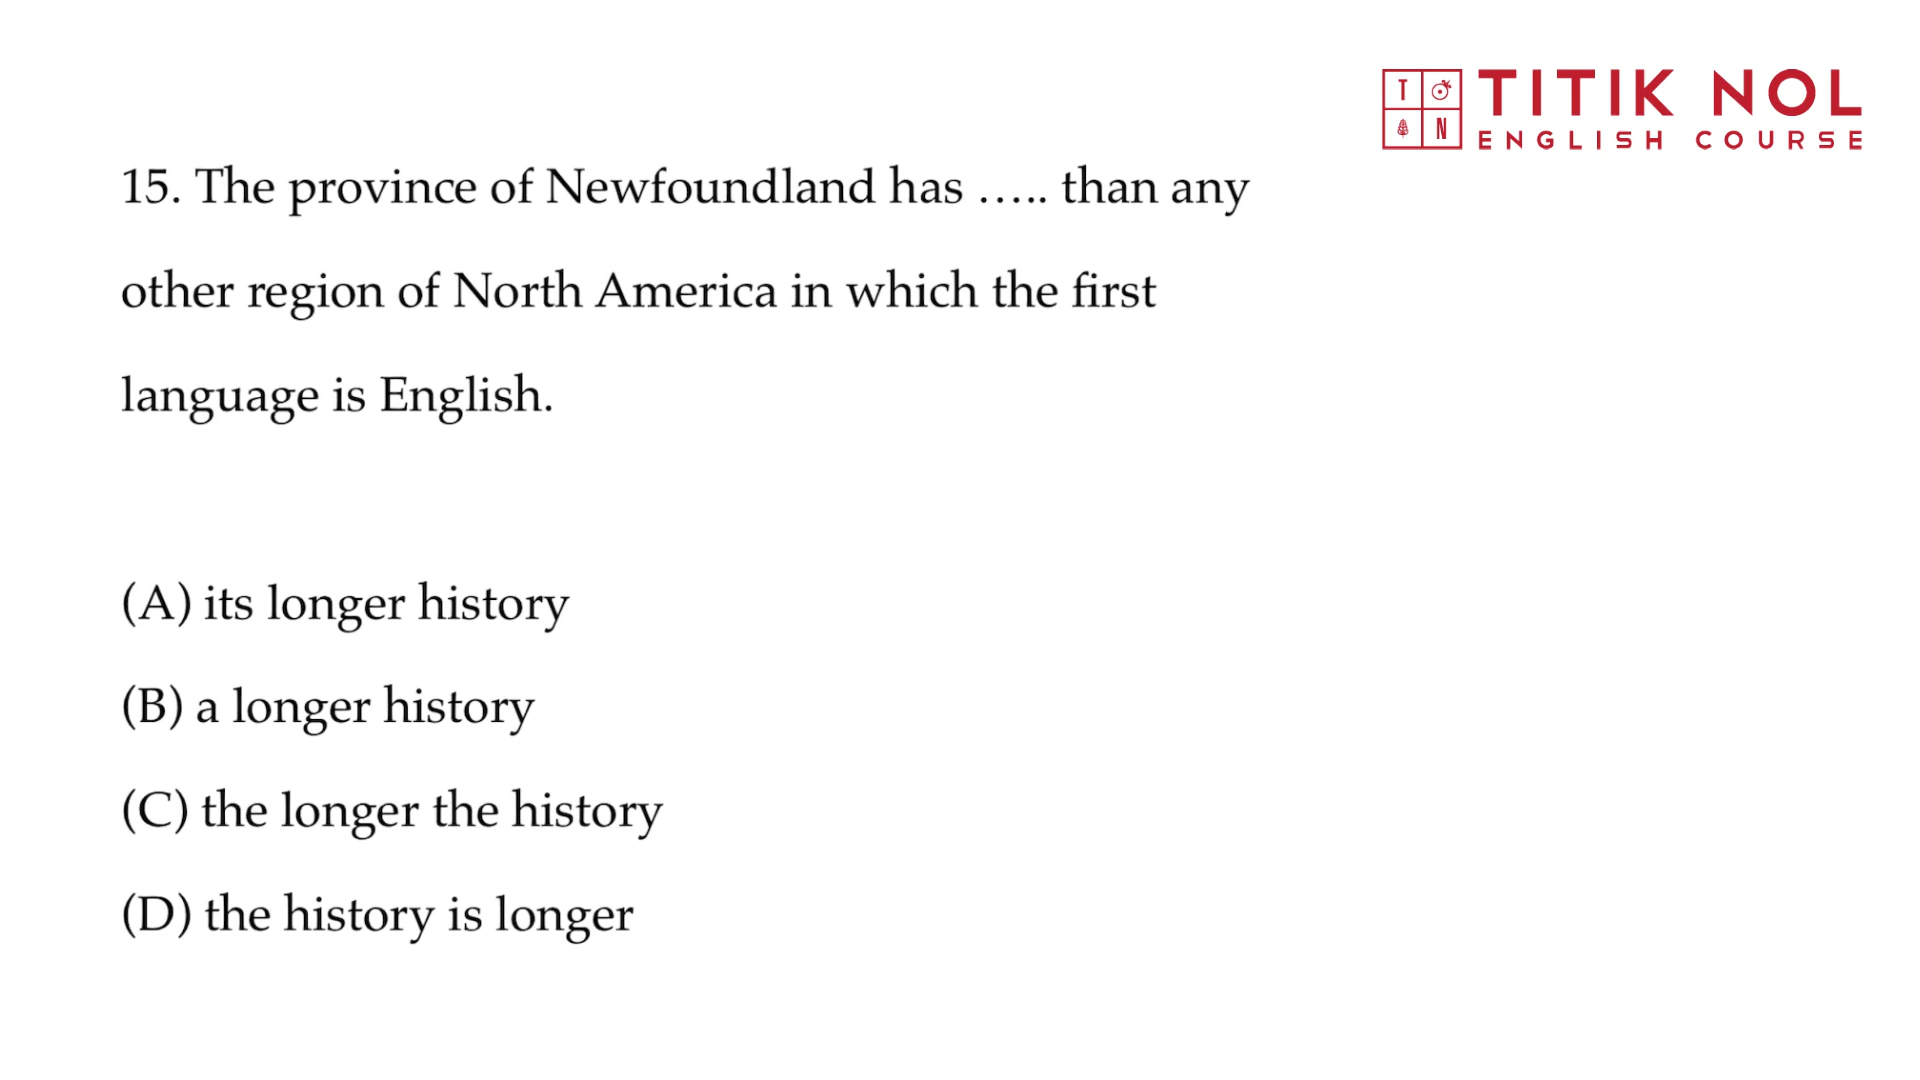 T
N
TITIK NOL
ENGLISH COURSE
15. The province of Newfoundland has ..... than any
other region of North America in which the first
language is English.
(A) its longer history
(B) a longer history
(C) the longer the history
(D) the history is longer